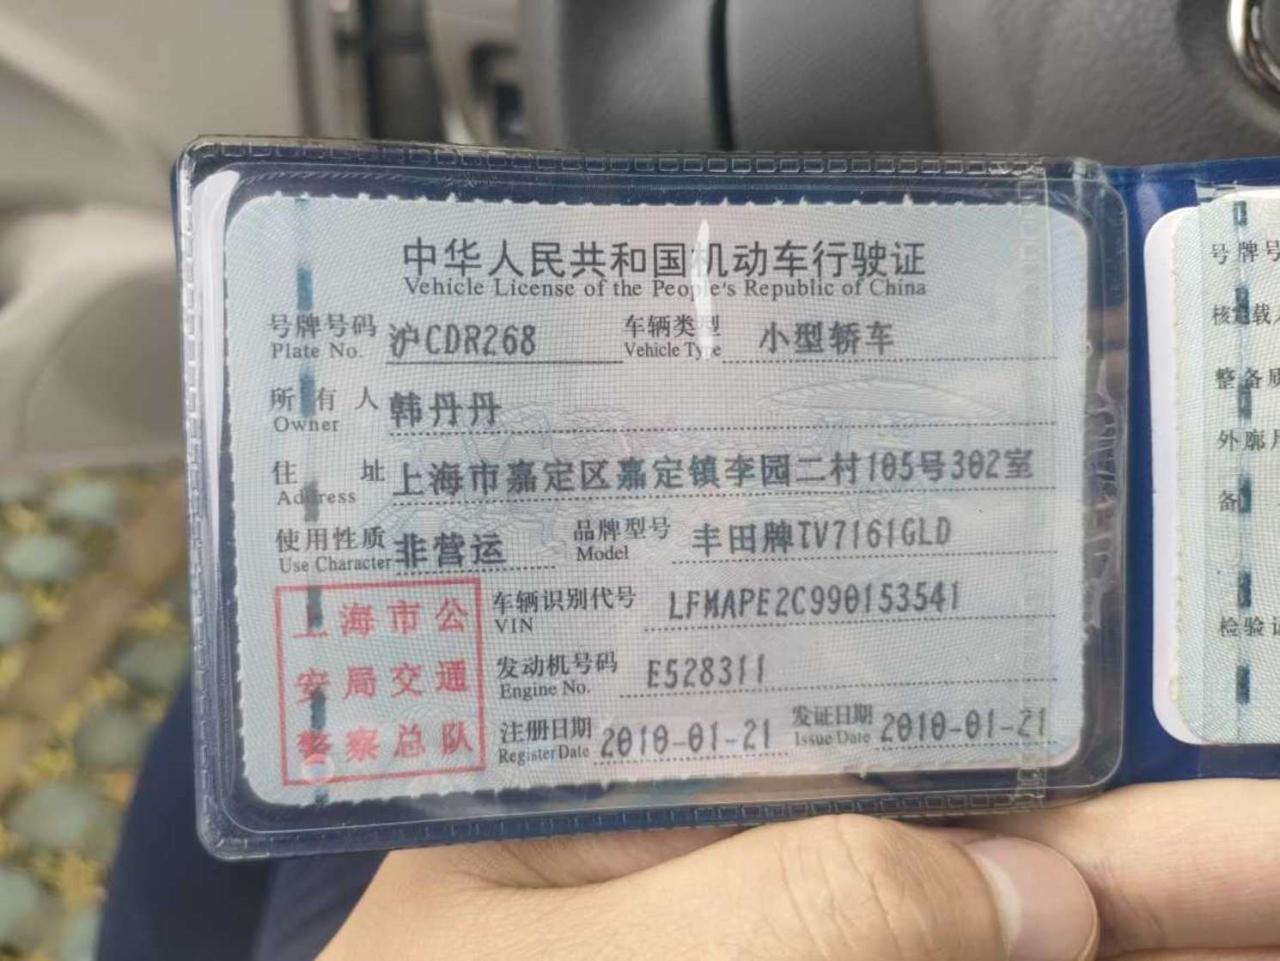 中华人民共和国机动车行驶证
Vehicle License of the People's Republic of China
号牌号码 沪CDR268 车辆类型 小型轿车
Plate No. Vehicle Type
所有人 韩丹丹
Owner
住址 上海市嘉定区嘉定镇李园二村105号302室
Address
使用性质 非营运 品牌型号 丰田牌TV7161GLD
Use Character Model
车辆识别代号 LFMAPE2C990153541
VIN
发动机号码 E528311
Engine No.
注册日期 2010-01-21 发证日期 2010-01-21
Register Date Issue Date
上海市公
安局交通
警察总队
号牌号
核 载
整备质
外廓
备
检验